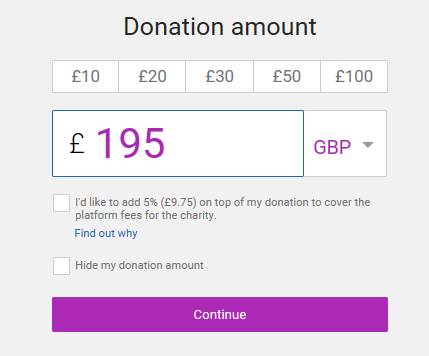 Donation amount
£10 £20 £30 £50 £100
£ 195 GBP
I'd like to add 5% (£9.75) on top of my donation to cover the
platform fees for the charity.
Find out why
Hide my donation amount
Continue